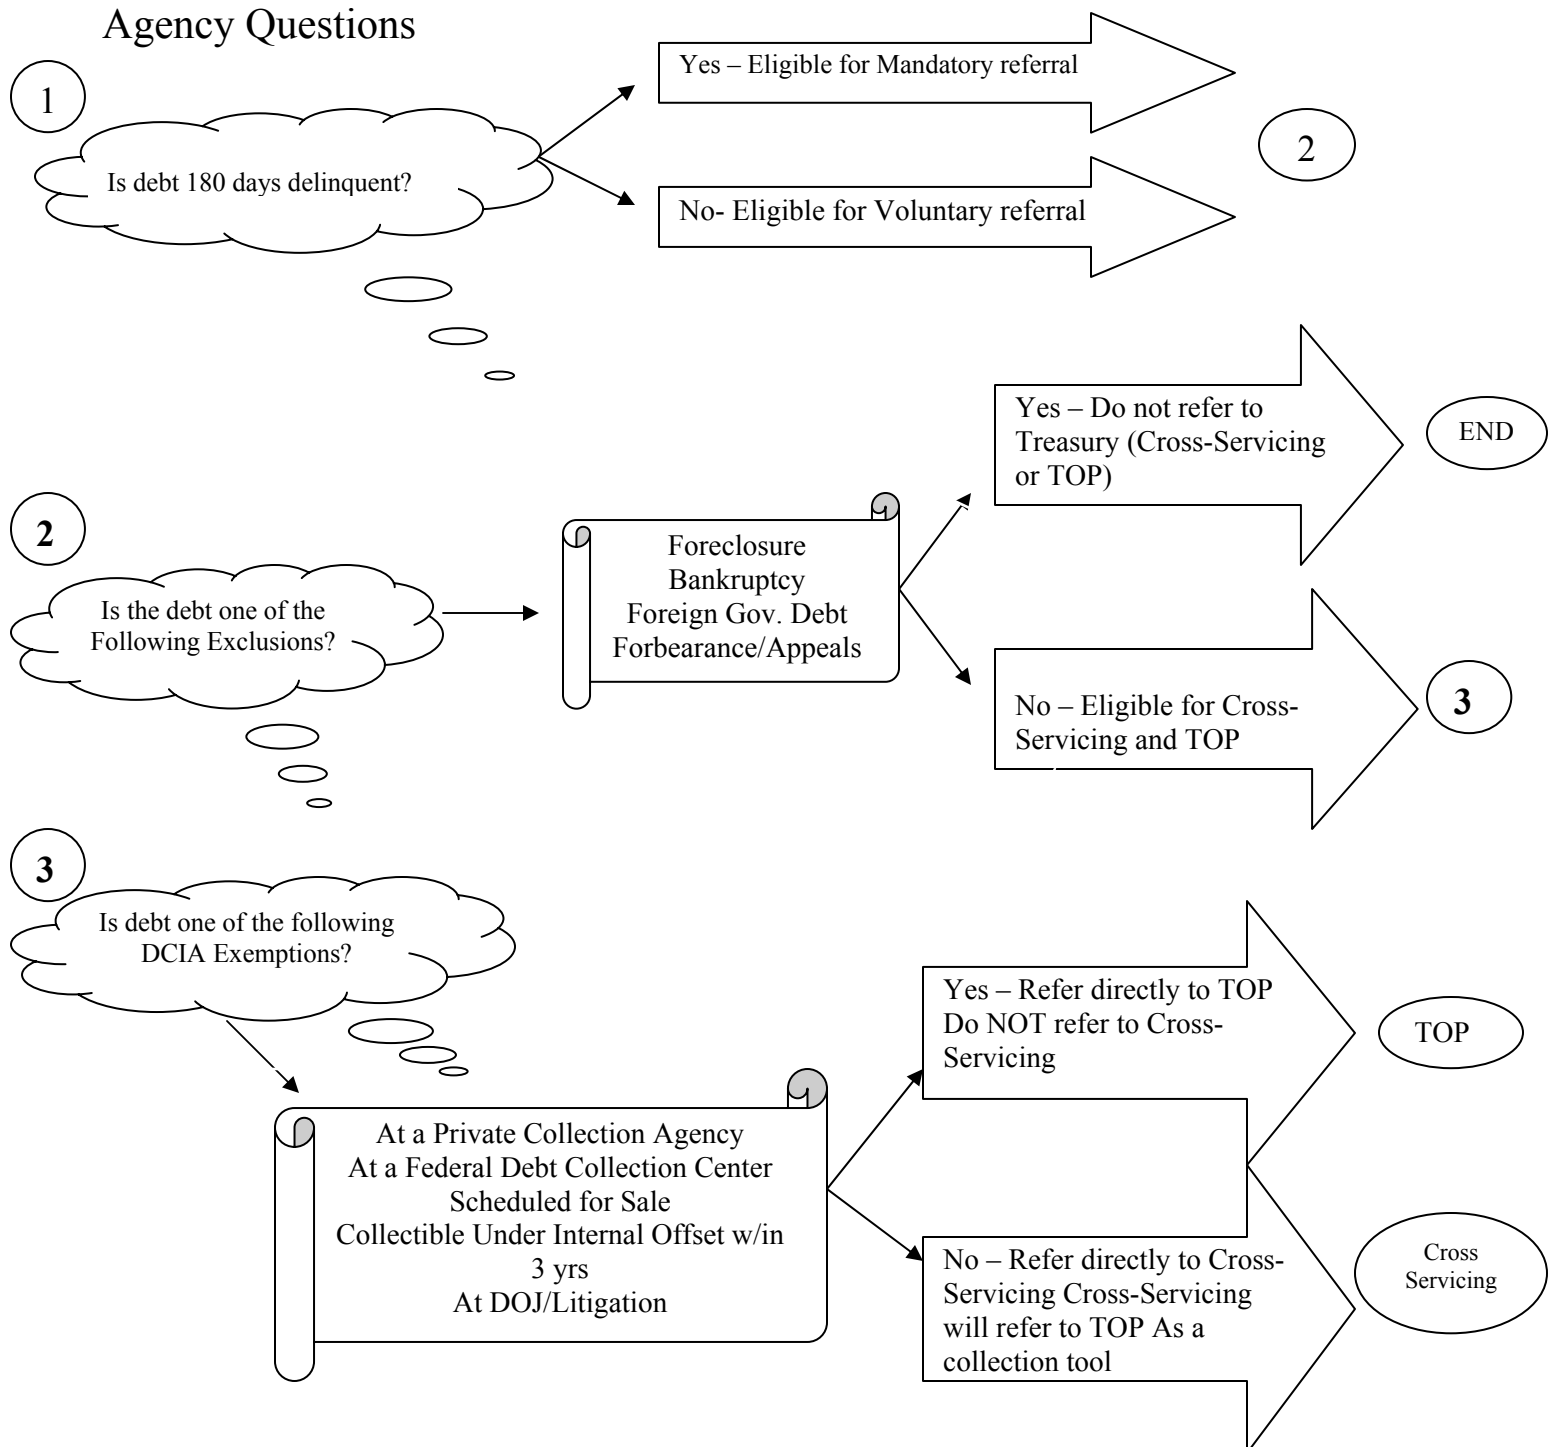 Agency Questions
1
Is debt 180 days delinquent?
Yes – Eligible for Mandatory referral
No- Eligible for Voluntary referral
2
2
Is the debt one of the
Following Exclusions?
Foreclosure
Bankruptcy
Foreign Gov. Debt
Forbearance/Appeals
Yes – Do not refer to
Treasury (Cross-Servicing
or TOP)
END
No – Eligible for Cross-
Servicing and TOP
3
3
Is debt one of the following
DCIA Exemptions?
At a Private Collection Agency
At a Federal Debt Collection Center
Scheduled for Sale
Collectible Under Internal Offset w/in
3 yrs
At DOJ/Litigation
Yes – Refer directly to TOP
Do NOT refer to Cross-
Servicing
TOP
No – Refer directly to Cross-
Servicing Cross-Servicing
will refer to TOP As a
collection tool
Cross
Servicing